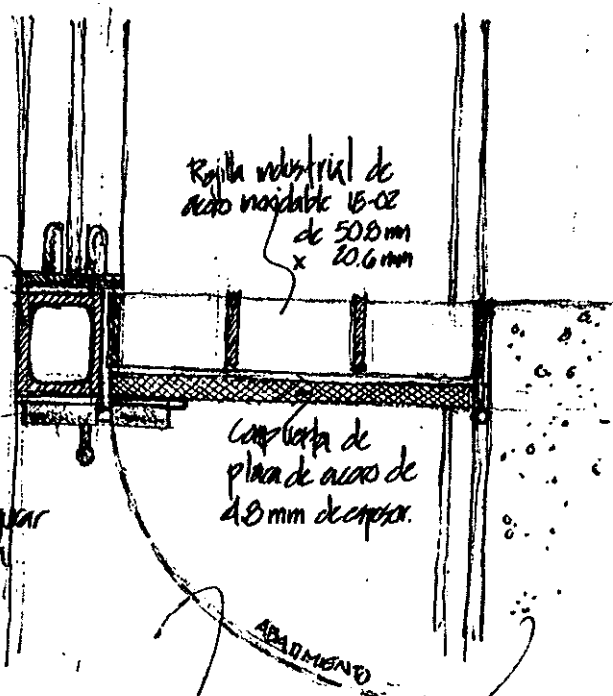 Rejilla industrial de
acero inoxidable IS-02
de 50.8 mm
x 20.6 mm
Compuerta de
placa de acero de
4.8 mm de espesor.
ABATIMIENTO